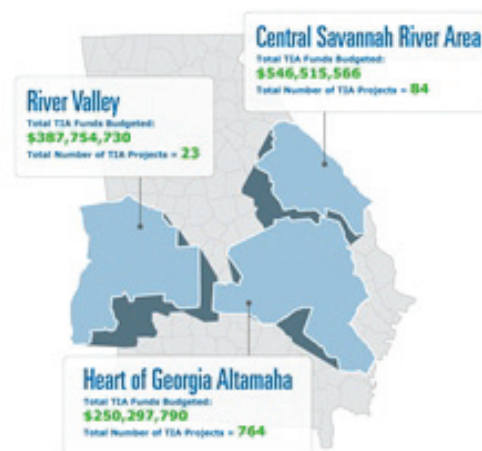 Central Savannah River Area
Total TIA Funds Budgeted:
$546,515,566
Total Number of TIA Projects = 84
River Valley
Total TIA Funds Budgeted:
$387,754,730
Total Number of TIA Projects = 23
Heart of Georgia Altamaha
Total TIA Funds Budgeted:
$250,297,790
Total Number of TIA Projects = 764